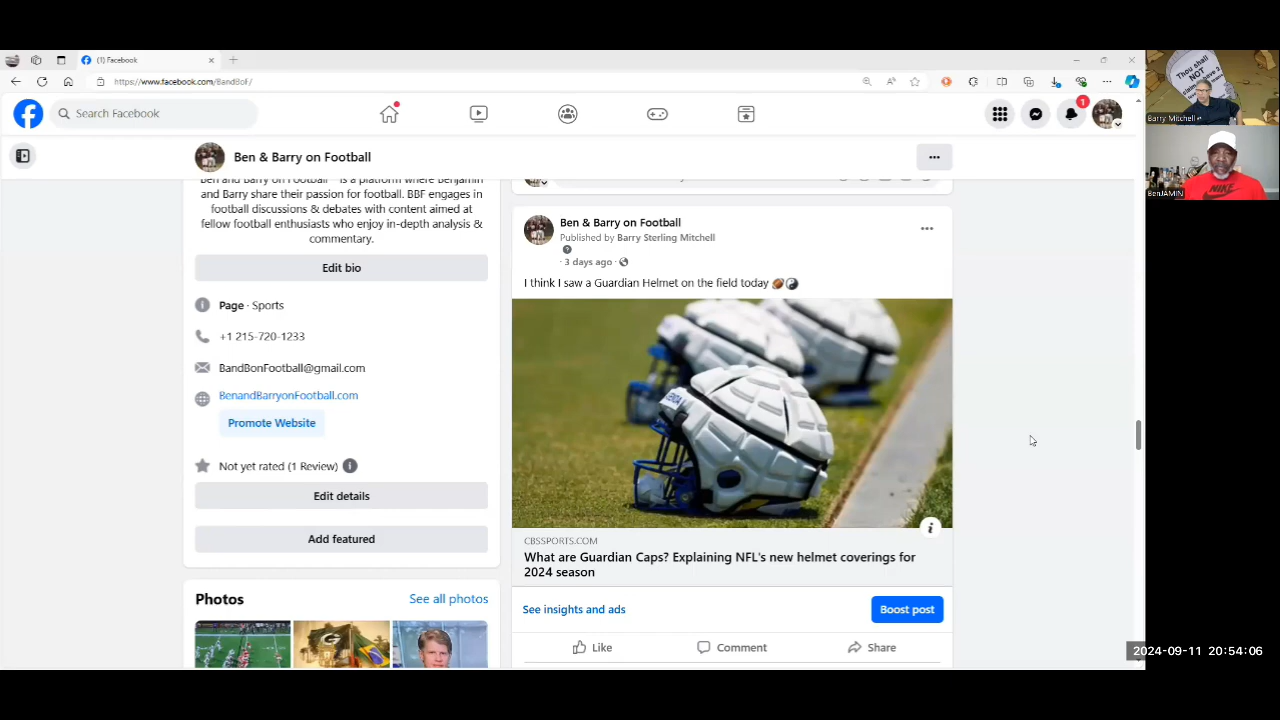 (1) Facebook
https://www.facebook.com/BandBoF/
Search Facebook
1
Ben & Barry on Football
Ben and Barry on Football " is a platform where Benjamin
and Barry share their passion for football. BBF engages in
football discussions & debates with content aimed at
fellow football enthusiasts who enjoy in-depth analysis &
commentary.
Edit bio
Page · Sports
+1 215-720-1233
BandBonFootball@gmail.com
BenandBarryonFootball.com
Promote Website
Not yet rated (1 Review)
Edit details
Add featured
Photos
See all photos
Ben & Barry on Football
Published by Barry Sterling Mitchell
· 3 days ago ·
I think I saw a Guardian Helmet on the field today 🏈☯️
CBSSPORTS.COM
What are Guardian Caps? Explaining NFL's new helmet coverings for
2024 season
See insights and ads
Boost post
Like
Comment
Share
Thou shall
NOT
Barry Mitchell
BenJAMIN
NIKE
2024-09-11 20:54:06